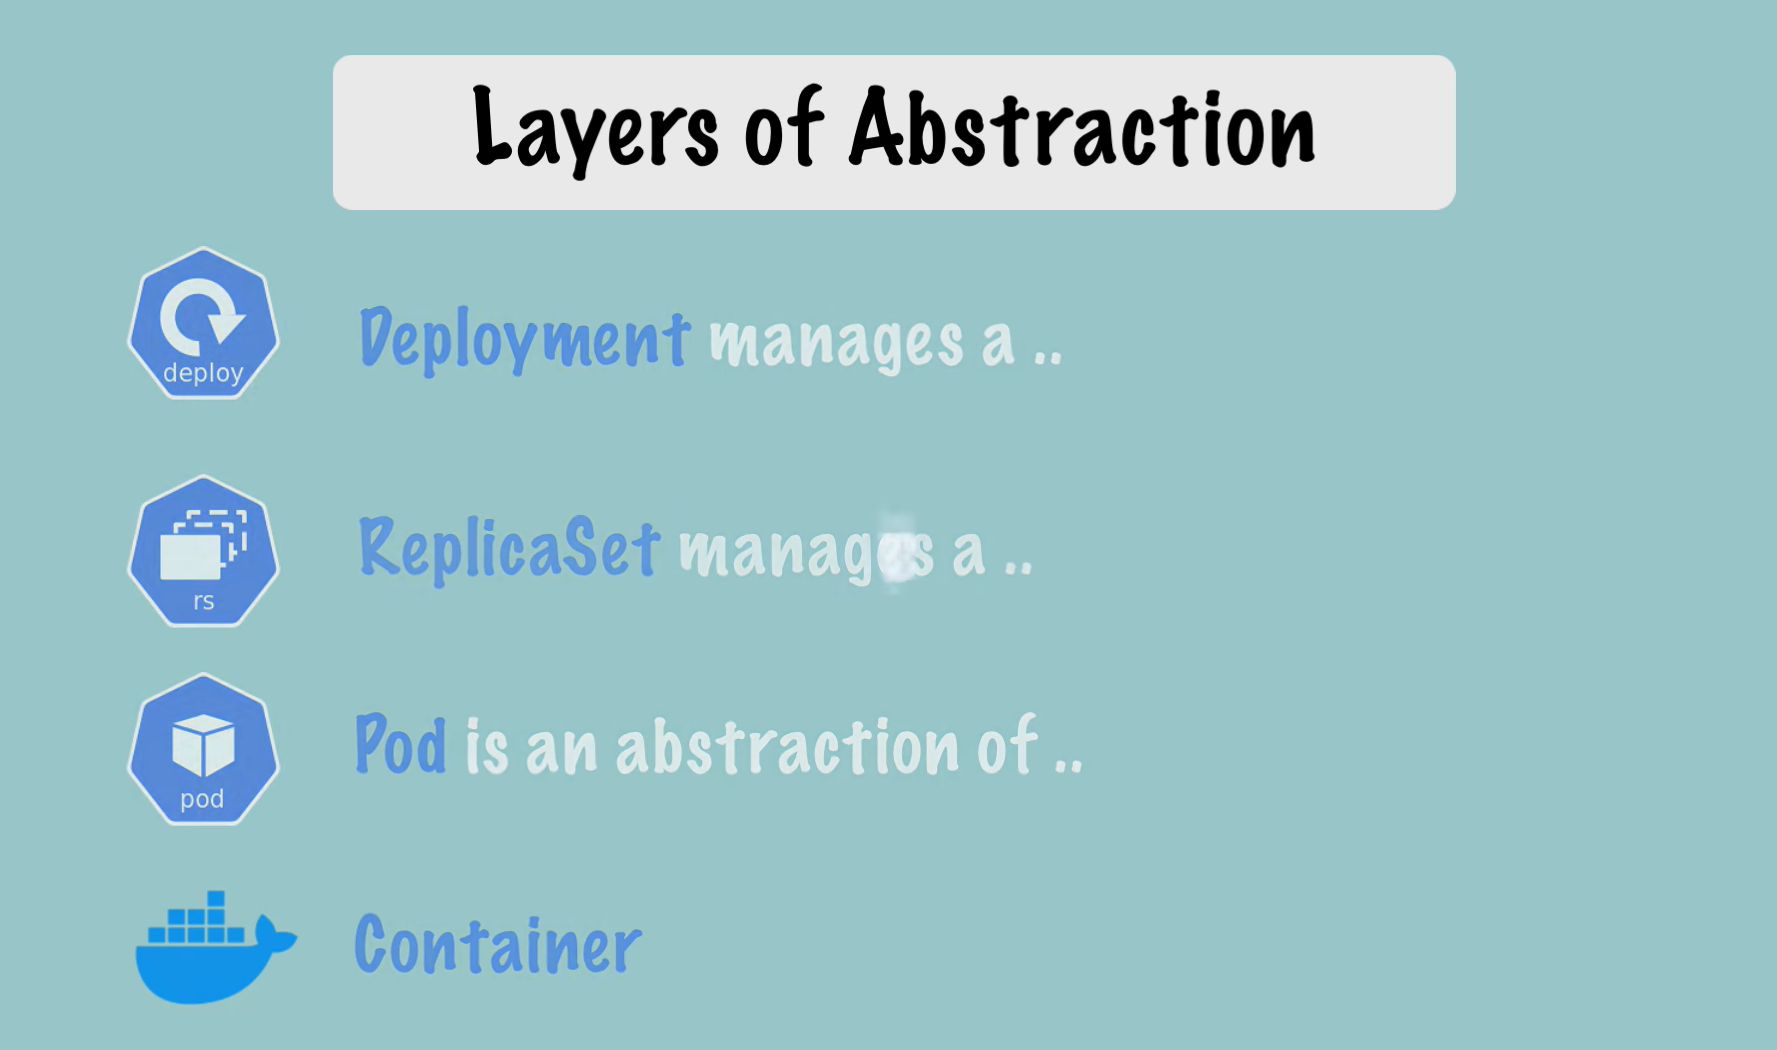 Layers of Abstraction
deploy
Deployment manages a ..
rs
ReplicaSet manages a ..
pod
Pod is an abstraction of ..
Container